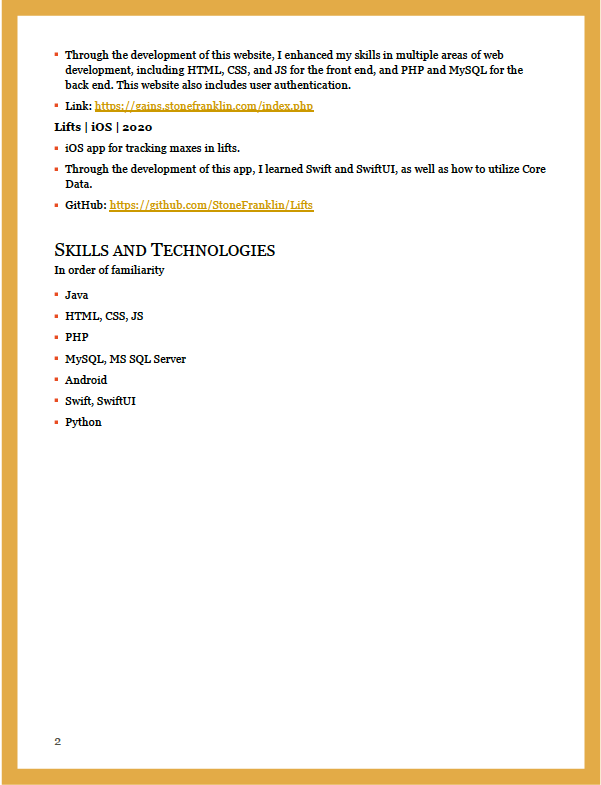 Through the development of this website, I enhanced my skills in multiple areas of web
development, including HTML, CSS, and JS for the front end, and PHP and MySQL for the
back end. This website also includes user authentication.
Link: https://gains.stonefranklin.com/index.php
Lifts | iOS | 2020
iOS app for tracking maxes in lifts.
Through the development of this app, I learned Swift and SwiftUI, as well as how to utilize Core
Data.
GitHub: https://github.com/StoneFranklin/Lifts
SKILLS AND TECHNOLOGIES
In order of familiarity
Java
HTML, CSS, JS
PHP
MySQL, MS SQL Server
Android
Swift, SwiftUI
Python
2